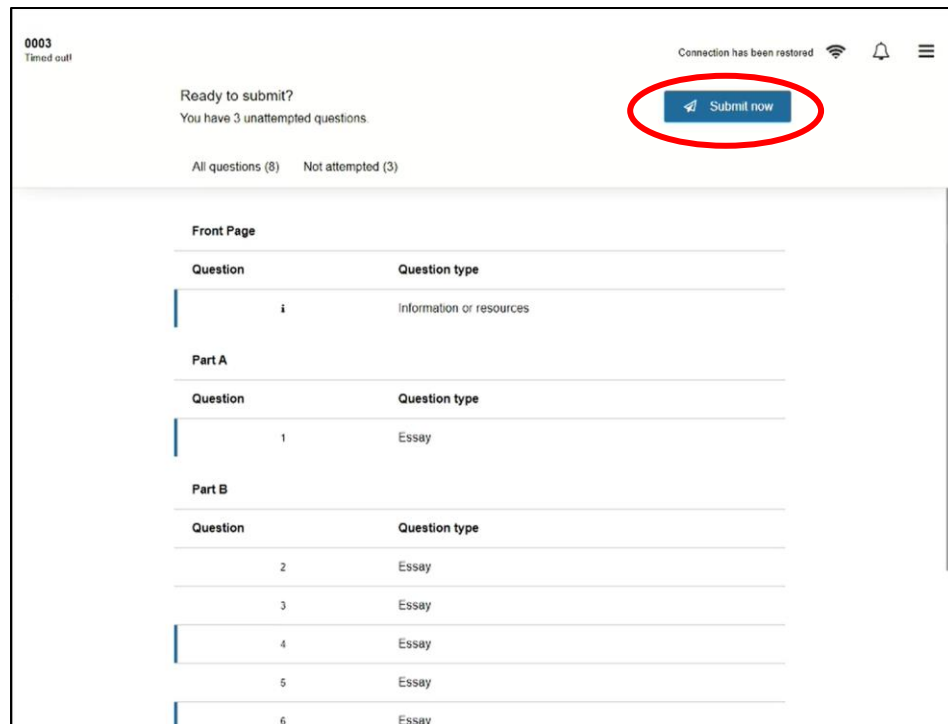 0003
Timed out!
Connection has been restored
Ready to submit?
You have 3 unattempted questions.
Submit now
All questions (8) Not attempted (3)
Front Page
Question Question type
i Information or resources
Part A
Question Question type
1 Essay
Part B
Question Question type
2 Essay
3 Essay
4 Essay
5 Essay
6 Essay